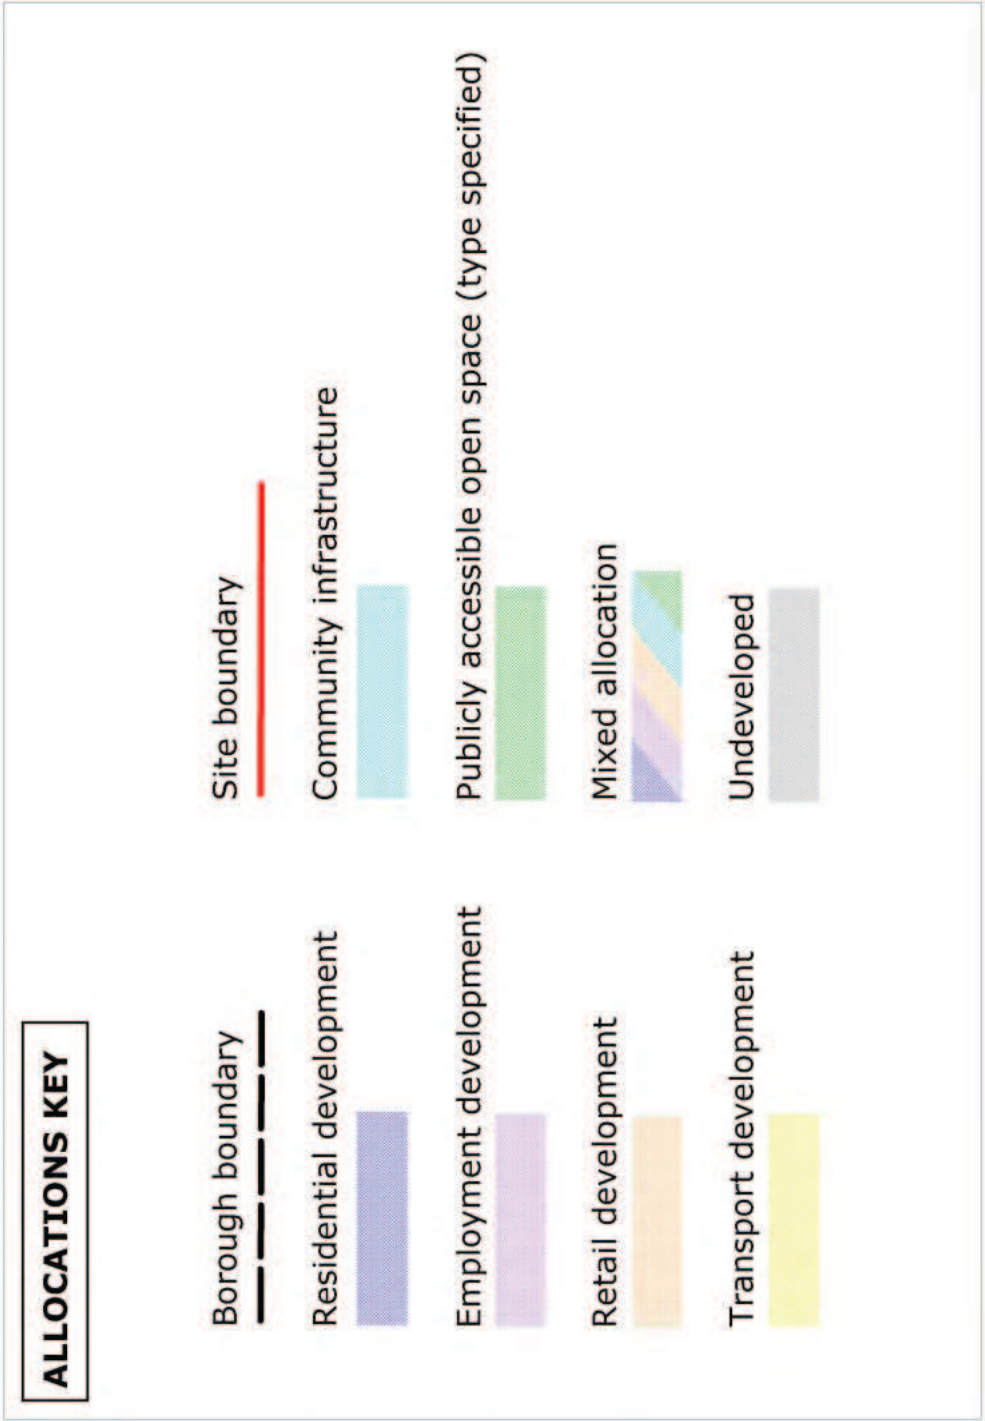 ALLOCATIONS KEY
Borough boundary
Site boundary
Residential development
Community infrastructure
Employment development
Publicly accessible open space (type specified)
Retail development
Mixed allocation
Transport development
Undeveloped